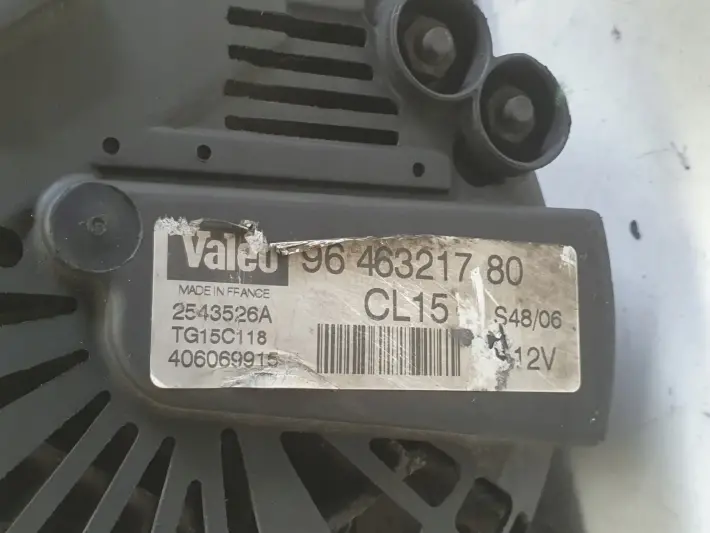 Valeo 96 463217 80
MADE IN FRANCE
2543526A CL15 S48/06
TG15C118
406069915 12V